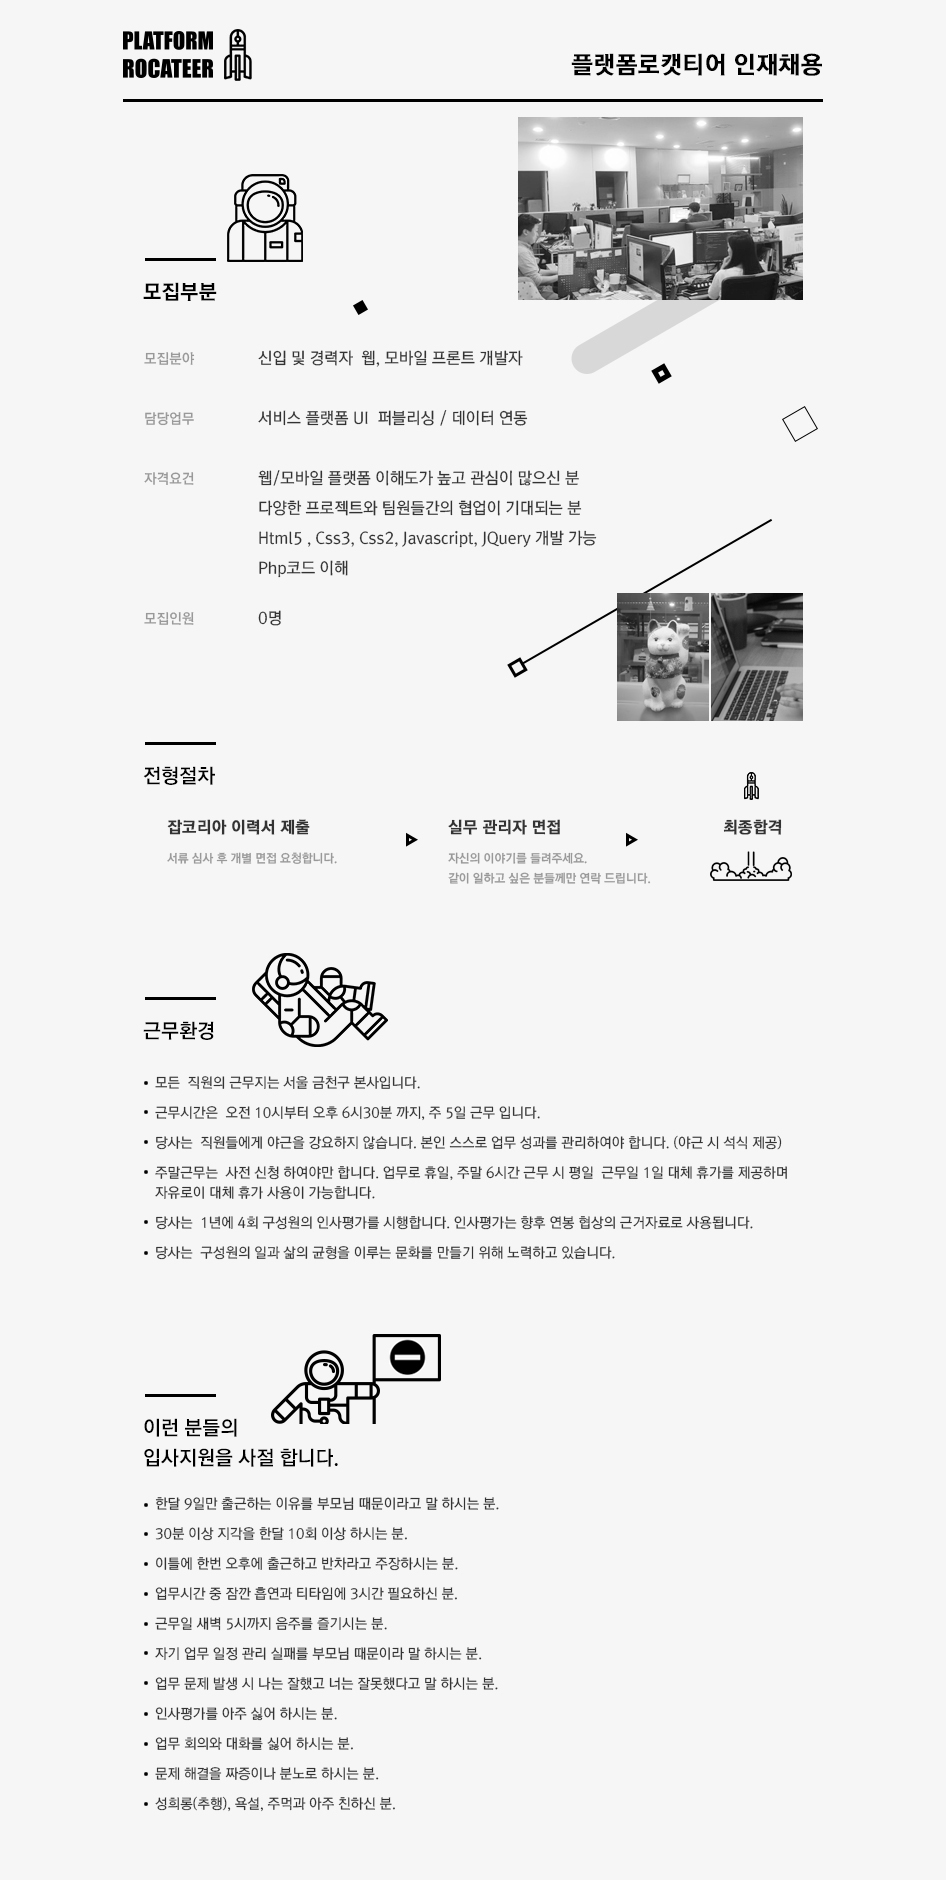 PLATFORM
ROCATEER
플랫폼로캣티어 인재채용
모집부분
모집분야
신입 및 경력자 웹, 모바일 프론트 개발자
담당업무
서비스 플랫폼 UI 퍼블리싱 / 데이터 연동
자격요건
웹/모바일 플랫폼 이해도가 높고 관심이 많으신 분
다양한 프로젝트와 팀원들간의 협업이 기대되는 분
Html5 , Css3, Css2, Javascript, JQuery 개발 가능
Php코드 이해
모집인원
0명
전형절차
잡코리아 이력서 제출
서류 심사 후 개별 면접 요청합니다.
실무 관리자 면접
자신의 이야기를 들려주세요.
같이 일하고 싶은 분들께만 연락 드립니다.
최종합격
근무환경
• 모든 직원의 근무지는 서울 금천구 본사입니다.
• 근무시간은 오전 10시부터 오후 6시30분 까지, 주 5일 근무 입니다.
• 당사는 직원들에게 야근을 강요하지 않습니다. 본인 스스로 업무 성과를 관리하여야 합니다. (야근 시 석식 제공)
• 주말근무는 사전 신청 하여야만 합니다. 업무로 휴일, 주말 6시간 근무 시 평일 근무일 1일 대체 휴가를 제공하며
자유로이 대체 휴가 사용이 가능합니다.
• 당사는 1년에 4회 구성원의 인사평가를 시행합니다. 인사평가는 향후 연봉 협상의 근거자료로 사용됩니다.
• 당사는 구성원의 일과 삶의 균형을 이루는 문화를 만들기 위해 노력하고 있습니다.
이런 분들의
입사지원을 사절 합니다.
• 한달 9일만 출근하는 이유를 부모님 때문이라고 말 하시는 분.
• 30분 이상 지각을 한달 10회 이상 하시는 분.
• 이틀에 한번 오후에 출근하고 반차라고 주장하시는 분.
• 업무시간 중 잠깐 흡연과 티타임에 3시간 필요하신 분.
• 근무일 새벽 5시까지 음주를 즐기시는 분.
• 자기 업무 일정 관리 실패를 부모님 때문이라 말 하시는 분.
• 업무 문제 발생 시 나는 잘했고 너는 잘못했다고 말 하시는 분.
• 인사평가를 아주 싫어 하시는 분.
• 업무 회의와 대화를 싫어 하시는 분.
• 문제 해결을 짜증이나 분노로 하시는 분.
• 성희롱(추행), 욕설, 주먹과 아주 친하신 분.